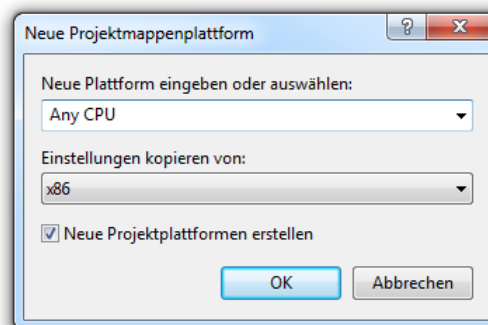 Neue Projektmappenplattform
Neue Plattform eingeben oder auswählen:
Any CPU
Einstellungen kopieren von:
x86
Neue Projektplattformen erstellen
OK
Abbrechen